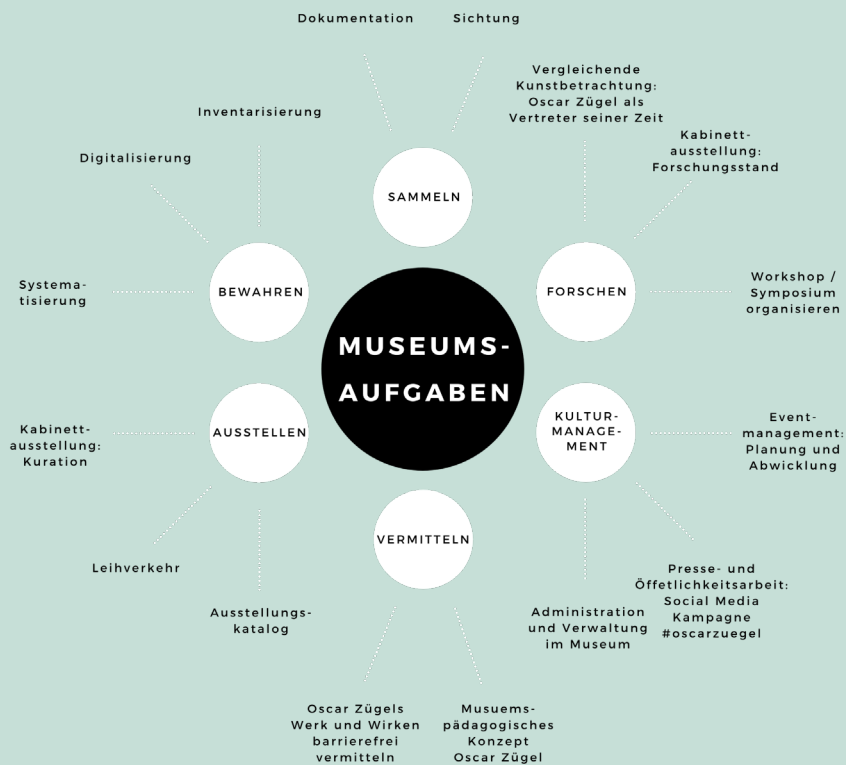 Dokumentation
Sichtung
Inventarisierung
Digitalisierung
Vergleichende
Kunstbetrachtung:
Oscar Zügel als
Vertreter seiner Zeit
Kabinett-
ausstellung:
Forschungsstand
SAMMELN
BEWAHREN
FORSCHEN
Systema-
tisierung
Workshop /
Symposium
organisieren
MUSEUMS-
AUFGABEN
Kabinett-
ausstellung:
Kuration
AUSSTELLEN
KULTUR-
MANAGE-
MENT
Event-
management:
Planung und
Abwicklung
VERMITTELN
Leihverkehr
Ausstellungs-
katalog
Administration
und Verwaltung
im Museum
Presse- und
Öffetlichkeitsarbeit:
Social Media
Kampagne
#oscarzuegel
Oscar Zügels
Werk und Wirken
barrierefrei
vermitteln
Musuems-
pädagogisches
Konzept
Oscar Zügel